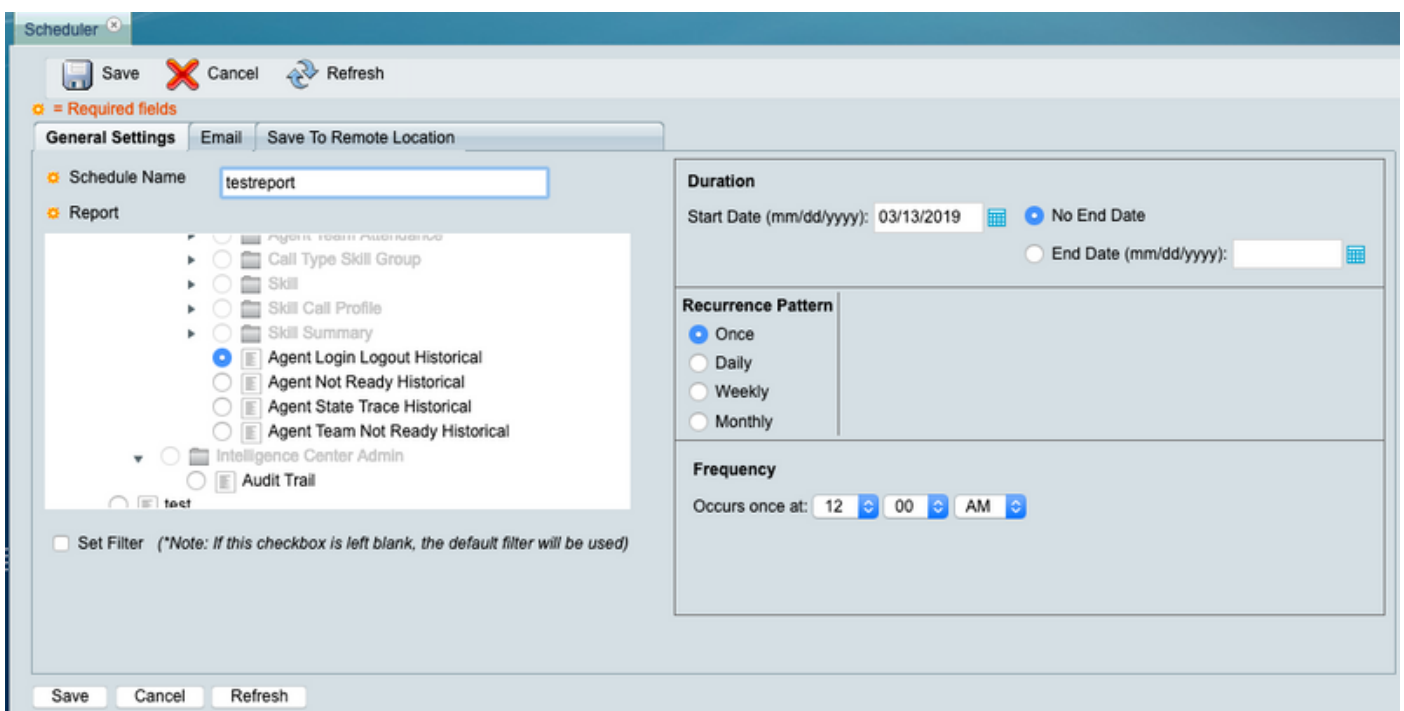 Scheduler
Save Cancel Refresh
= Required fields
General Settings Email Save To Remote Location
Schedule Name testreport
Report
Agent Team Attendance
Call Type Skill Group
Skill
Skill Call Profile
Skill Summary
Agent Login Logout Historical
Agent Not Ready Historical
Agent State Trace Historical
Agent Team Not Ready Historical
Intelligence Center Admin
Audit Trail
test
Set Filter (*Note: If this checkbox is left blank, the default filter will be used)
Duration
Start Date (mm/dd/yyyy): 03/13/2019 No End Date
End Date (mm/dd/yyyy):
Recurrence Pattern
Once
Daily
Weekly
Monthly
Frequency
Occurs once at: 12 00 AM
Save Cancel Refresh